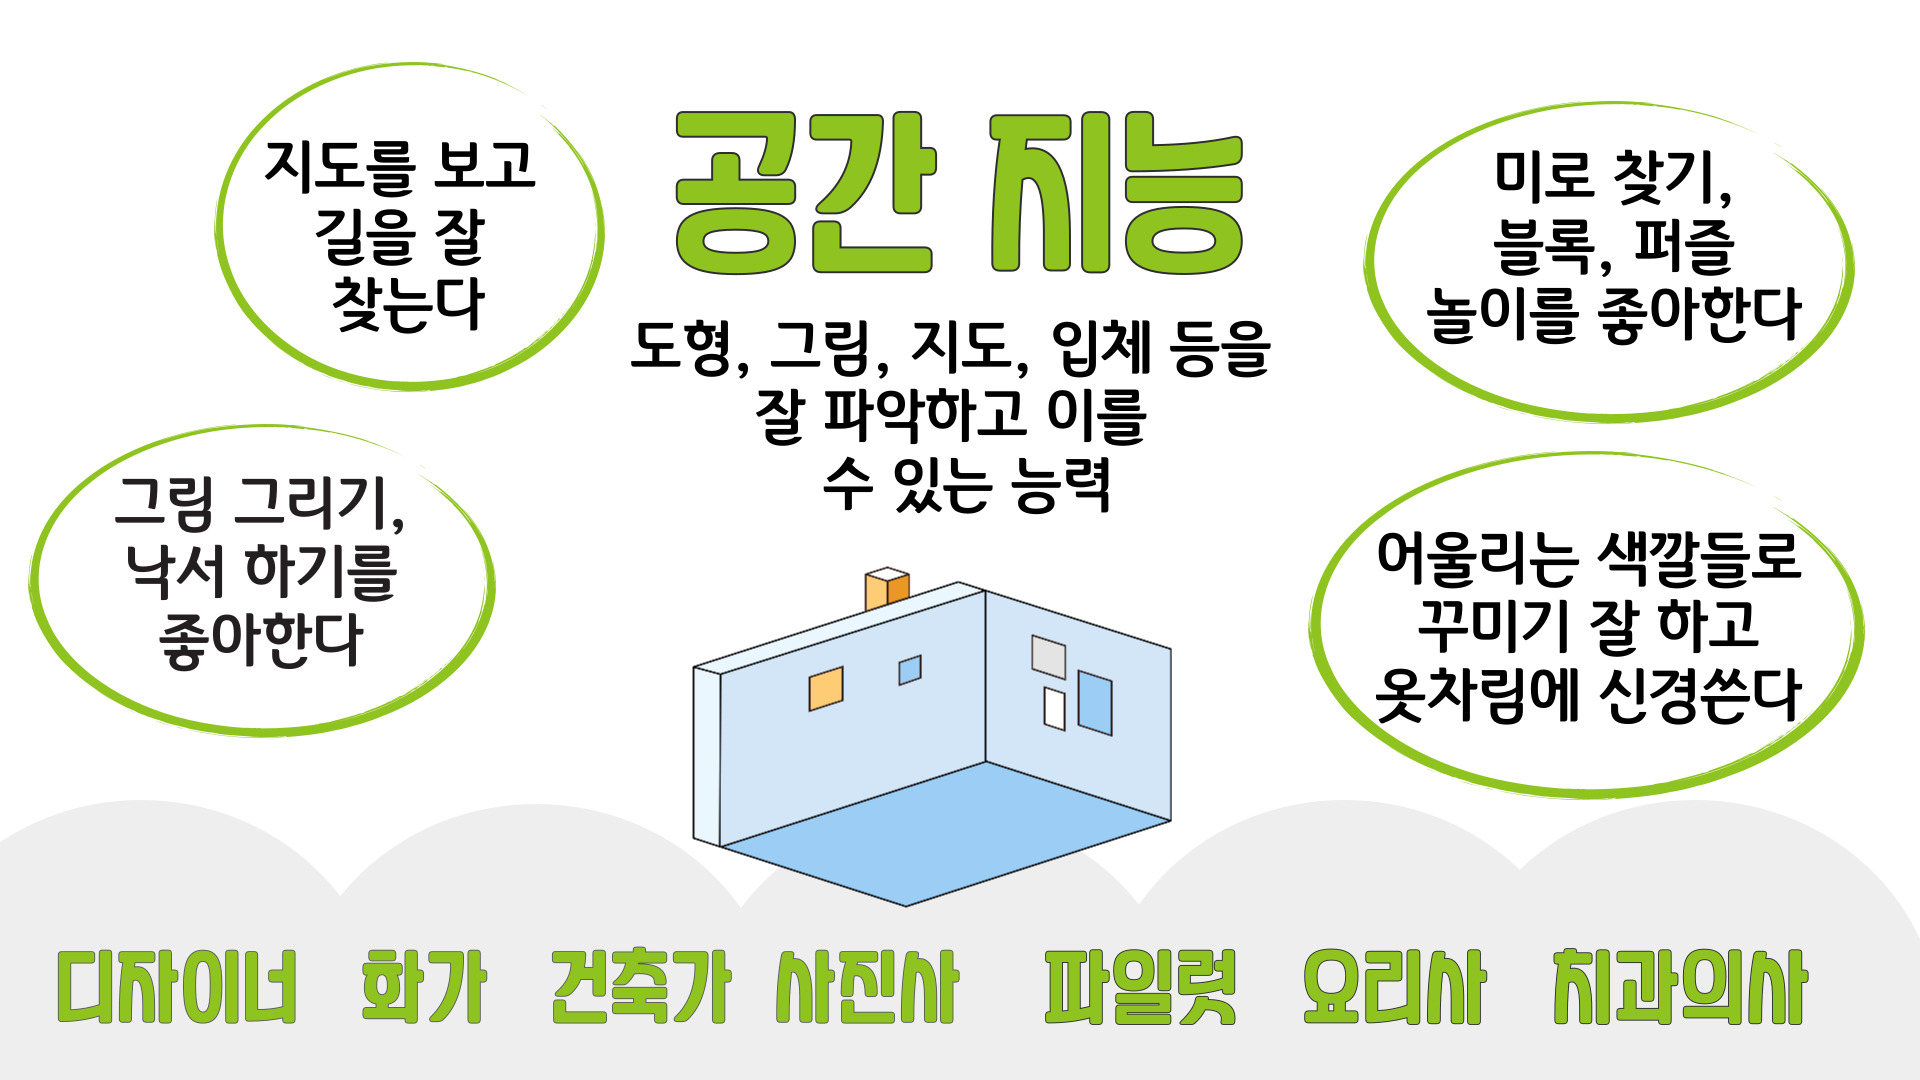 공간 지능
도형, 그림, 지도, 입체 등을
잘 파악하고 이를
수 있는 능력
지도를 보고
길을 잘
찾는다
그림 그리기,
낙서 하기를
좋아한다
미로 찾기,
블록, 퍼즐
놀이를 좋아한다
어울리는 색깔들로
꾸미기 잘 하고
옷차림에 신경쓴다
디자이너 화가 건축가 사진사 파일럿 요리사 치과의사